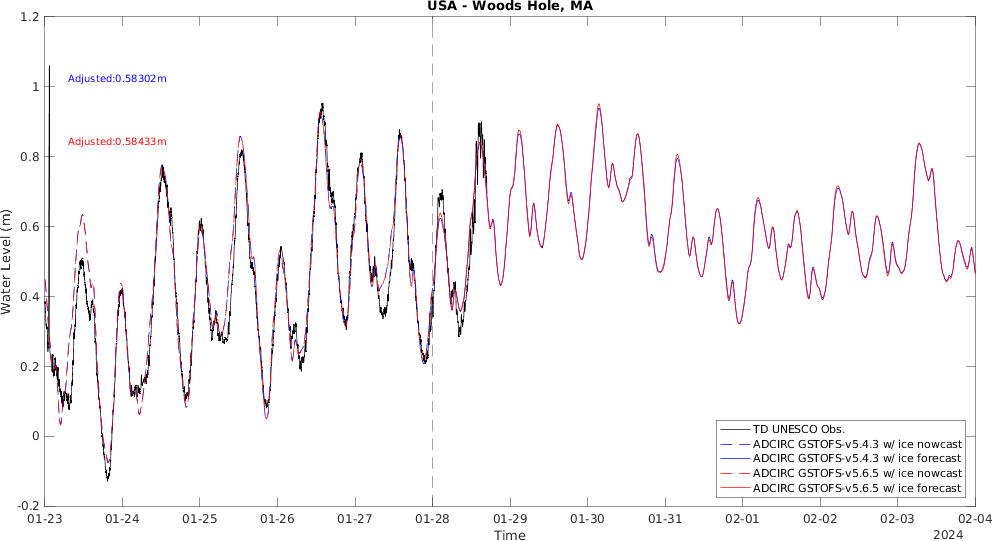 USA - Woods Hole, MA
1.2
1
0.8
0.6
0.4
0.2
0
-0.2
Water Level (m)
Adjusted:0.58302m
Adjusted:0.58433m
TD UNESCO Obs.
ADCIRC GSTOFS-v5.4.3 w/ ice nowcast
ADCIRC GSTOFS-v5.4.3 w/ ice forecast
ADCIRC GSTOFS-v5.6.5 w/ ice nowcast
ADCIRC GSTOFS-v5.6.5 w/ ice forecast
01-23 01-24 01-25 01-26 01-27 01-28 01-29 01-30 01-31 02-01 02-02 02-03 02-04
Time
2024